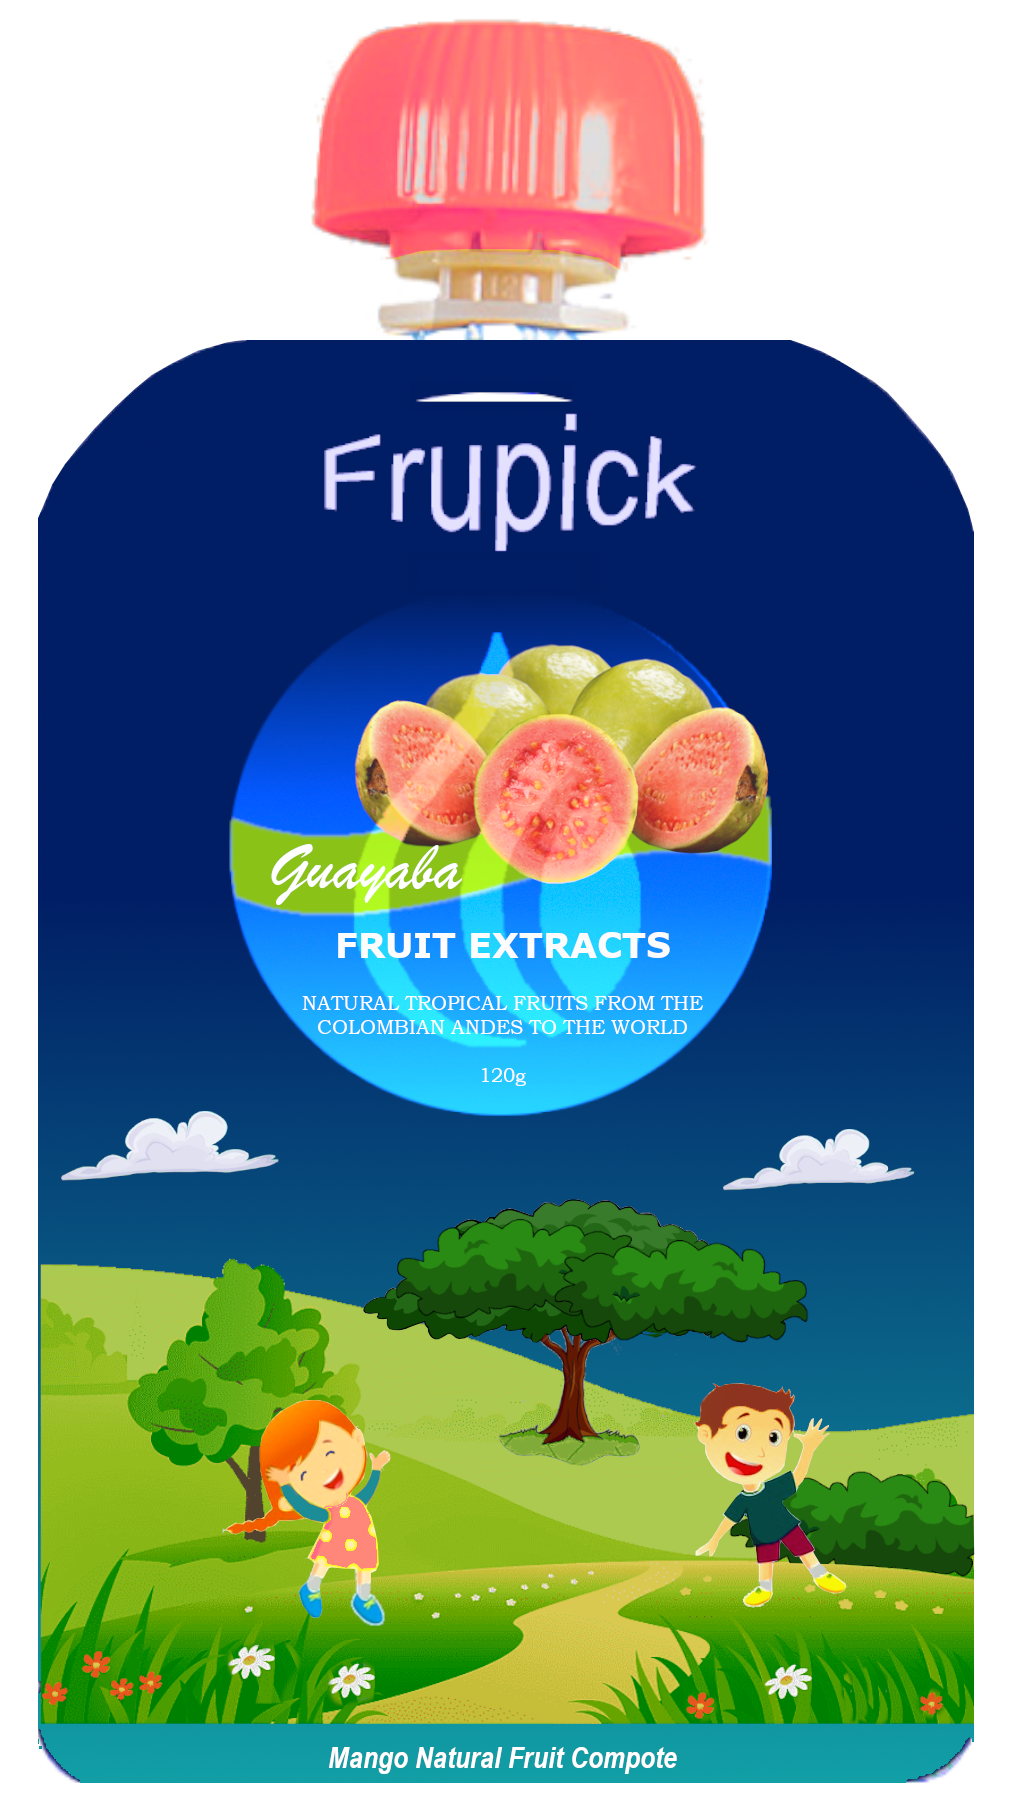 Frupick
Guayaba
FRUIT EXTRACTS
NATURAL TROPICAL FRUITS FROM THE
COLOMBIAN ANDES TO THE WORLD
120g
Mango Natural Fruit Compote